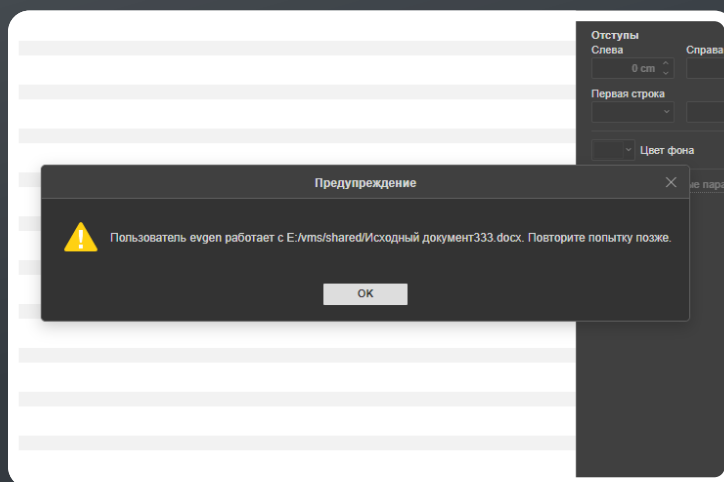 Отступы
Слева Справа
0 cm
Первая строка
Цвет фона
Предупреждение
Пользователь evgen работает с E:/vms/shared/Исходный документ333.docx. Повторите попытку позже.
OK